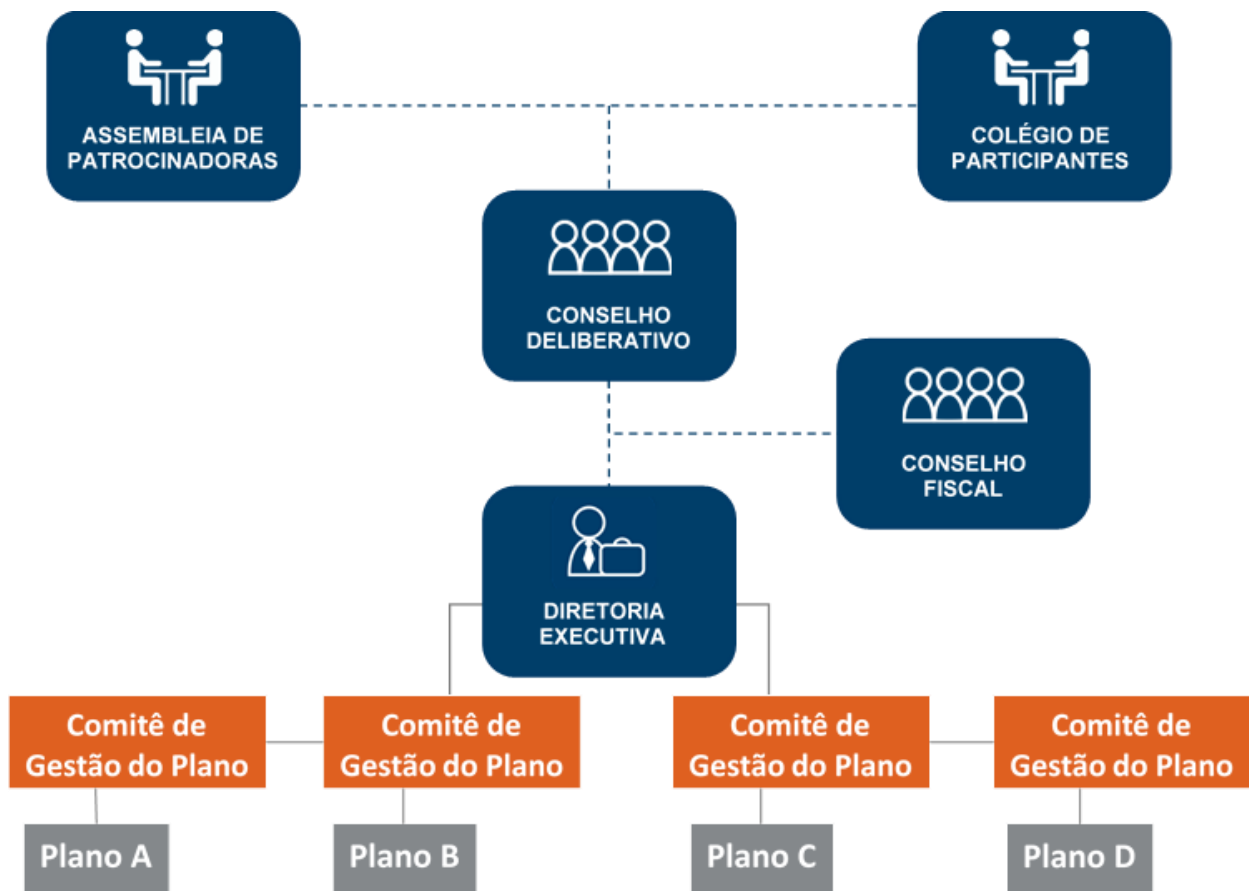 ASSEMBLEIA DE
PATROCINADORAS
COLÉGIO DE
PARTICIPANTES
CONSELHO
DELIBERATIVO
CONSELHO
FISCAL
DIRETORIA
EXECUTIVA
Comitê de
Gestão do Plano
Comitê de
Gestão do Plano
Comitê de
Gestão do Plano
Comitê de
Gestão do Plano
Plano A
Plano B
Plano C
Plano D